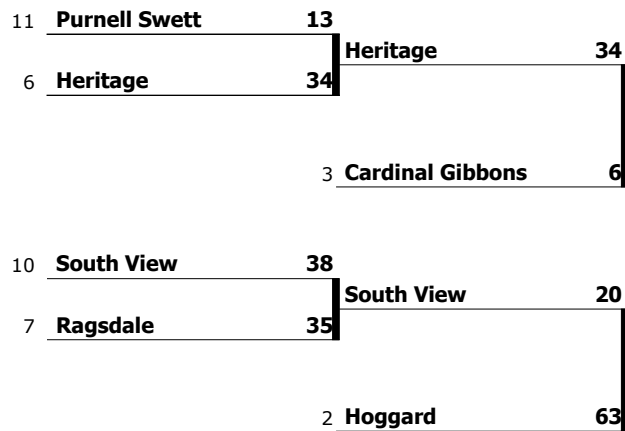 11 Purnell Swett 13
Heritage 34
6 Heritage 34
3 Cardinal Gibbons 6
10 South View 38
South View 20
7 Ragsdale 35
2 Hoggard 63